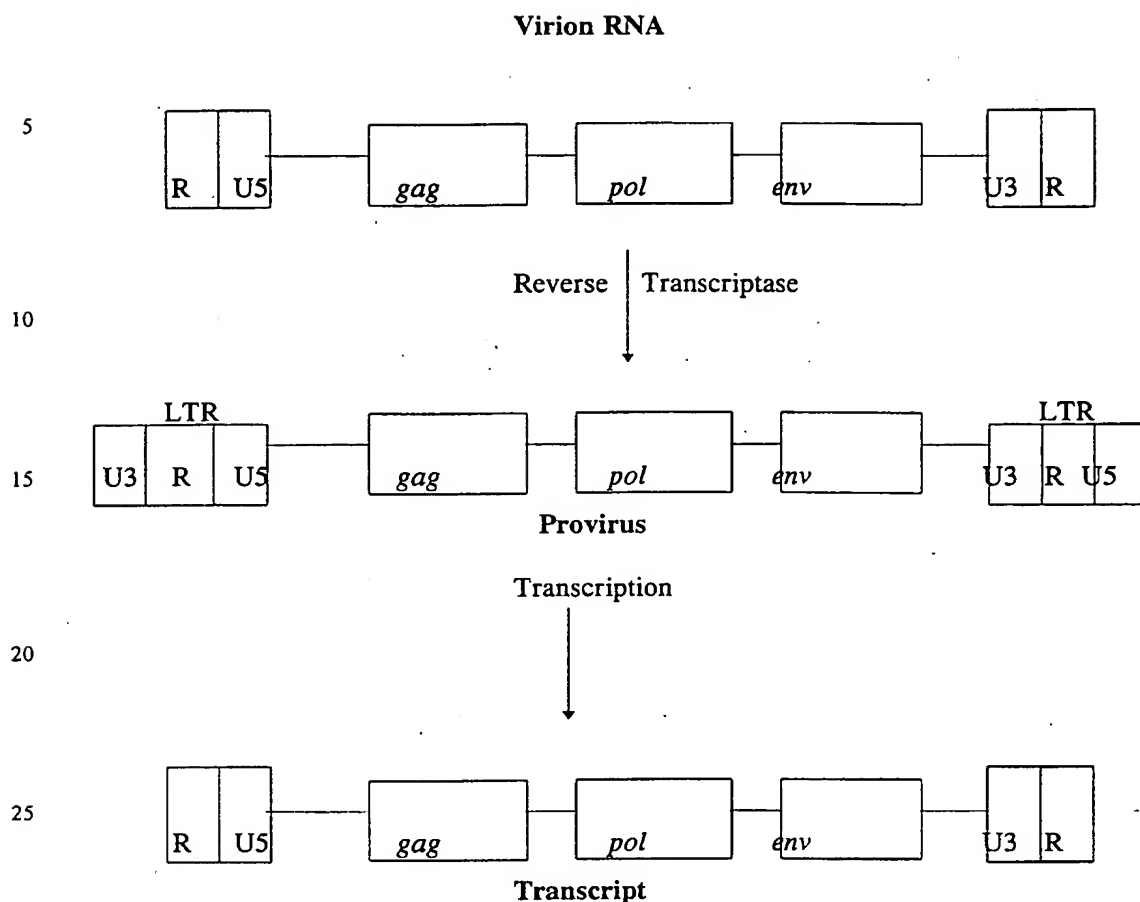 Virion RNA
5
R U5 gag pol env U3 R
Reverse Transcriptase
10
LTR LTR
15 U3 R U5 gag pol env U3 R U5
Provirus
Transcription
20
25 R U5 gag pol env U3 R
Transcript